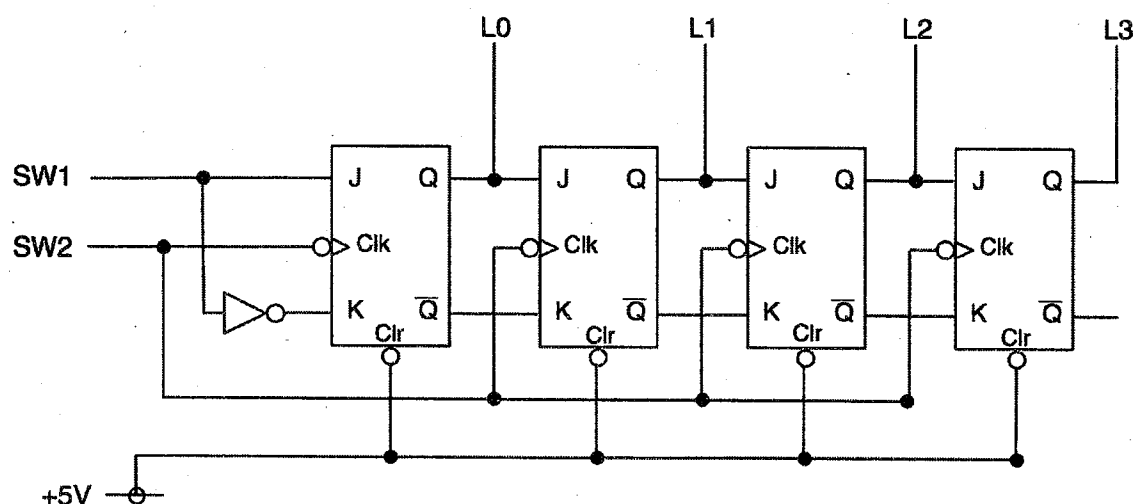 L0 L1 L2 L3
SW1 J Q J Q J Q J Q
SW2 Clk Clk Clk Clk
K Q̅ K Q̅ K Q̅ K Q̅
Clr Clr Clr Clr
+5V